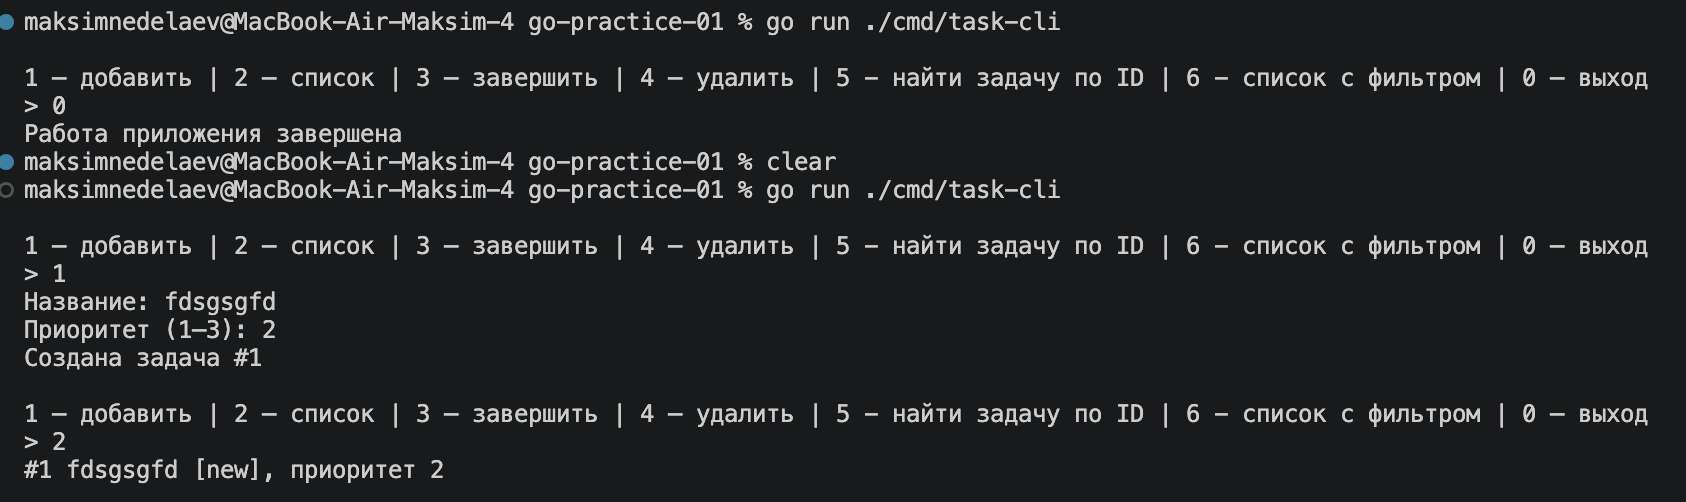 maksimnedelaev@MacBook-Air-Maksim-4 go-practice-01 % go run ./cmd/task-cli
1 — добавить | 2 — список | 3 — завершить | 4 — удалить | 5 - найти задачу по ID | 6 - список с фильтром | 0 — выход
> 0
Работа приложения завершена
maksimnedelaev@MacBook-Air-Maksim-4 go-practice-01 % clear
maksimnedelaev@MacBook-Air-Maksim-4 go-practice-01 % go run ./cmd/task-cli
1 — добавить | 2 — список | 3 — завершить | 4 — удалить | 5 - найти задачу по ID | 6 - список с фильтром | 0 — выход
> 1
Название: fdsgsgfd
Приоритет (1–3): 2
Создана задача #1
1 — добавить | 2 — список | 3 — завершить | 4 — удалить | 5 - найти задачу по ID | 6 - список с фильтром | 0 — выход
> 2
#1 fdsgsgfd [new], приоритет 2